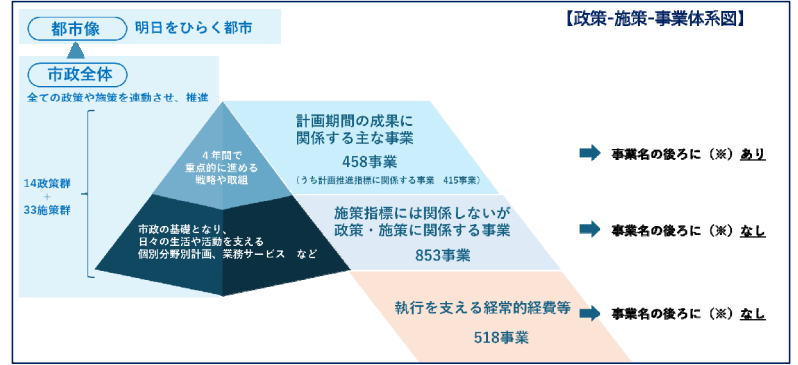 【政策-施策-事業体系図】
都市像 明日をひらく都市
市政全体
全ての政策や施策を連動させ、推進
14政策群
+
33施策群
4年間で
重点的に進める
戦略や取組
市政の基礎となり、
日々の生活や活動を支える
個別分野別計画、業務サービス など
計画期間の成果に
関係する主な事業
458事業
(うち計画推進指標に関係する事業 415事業)
事業名の後ろに(※)あり
施策指標には関係しないが
政策・施策に関係する事業
853事業
事業名の後ろに(※)なし
執行を支える経常的経費等
518事業
事業名の後ろに(※)なし